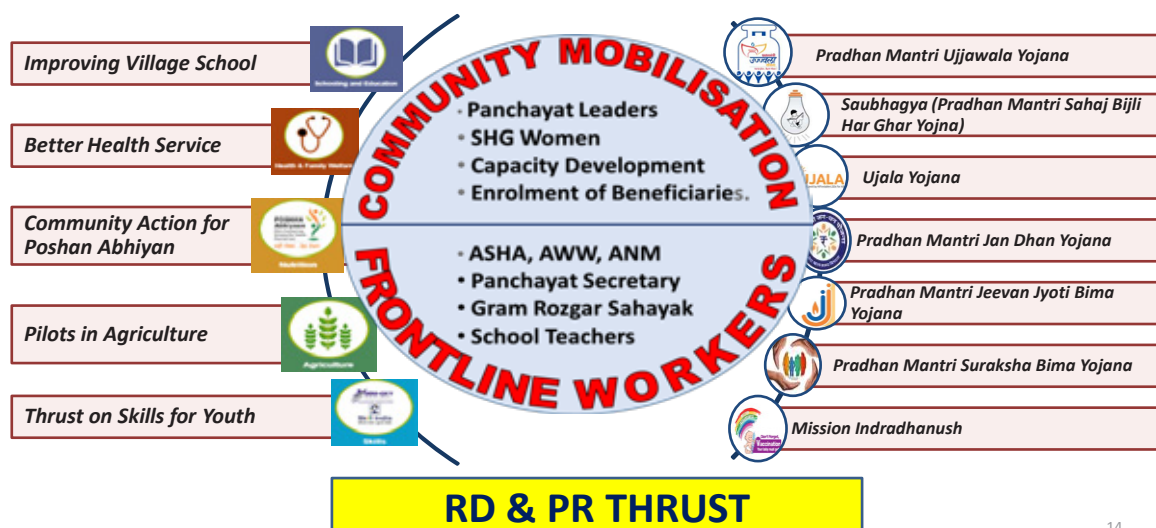 Improving Village School
Schooling and Education
Better Health Service
Health & Family Welfare
Community Action for
Poshan Abhiyan
POSHAN
Abhiyaan
Nutrition
Pilots in Agriculture
Agriculture
Thrust on Skills for Youth
Skills
COMMUNITY MOBILISATION
• Panchayat Leaders
• SHG Women
• Capacity Development
• Enrolment of Beneficiaries.
• ASHA, AWW, ANM
• Panchayat Secretary
• Gram Rozgar Sahayak
• School Teachers
FRONTLINE WORKERS
Pradhan Mantri Ujjawala Yojana
Saubhagya (Pradhan Mantri Sahaj Bijli
Har Ghar Yojna)
UJALA
Ujala Yojana
Pradhan Mantri Jan Dhan Yojana
Pradhan Mantri Jeevan Jyoti Bima
Yojana
Pradhan Mantri Suraksha Bima Yojana
Vaccination
Mission Indradhanush
RD & PR THRUST
14